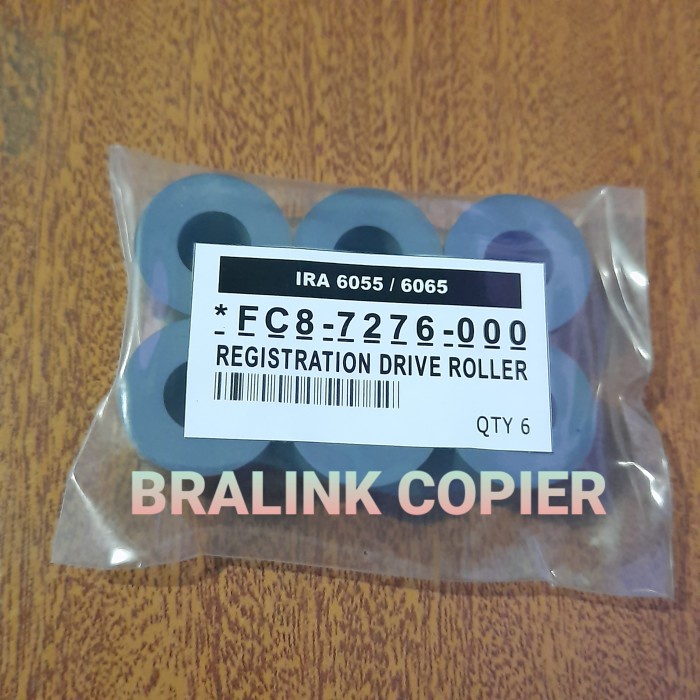 IRA 6055 / 6065
*FC8-7276-000
REGISTRATION DRIVE ROLLER
QTY 6
BRALINK COPIER